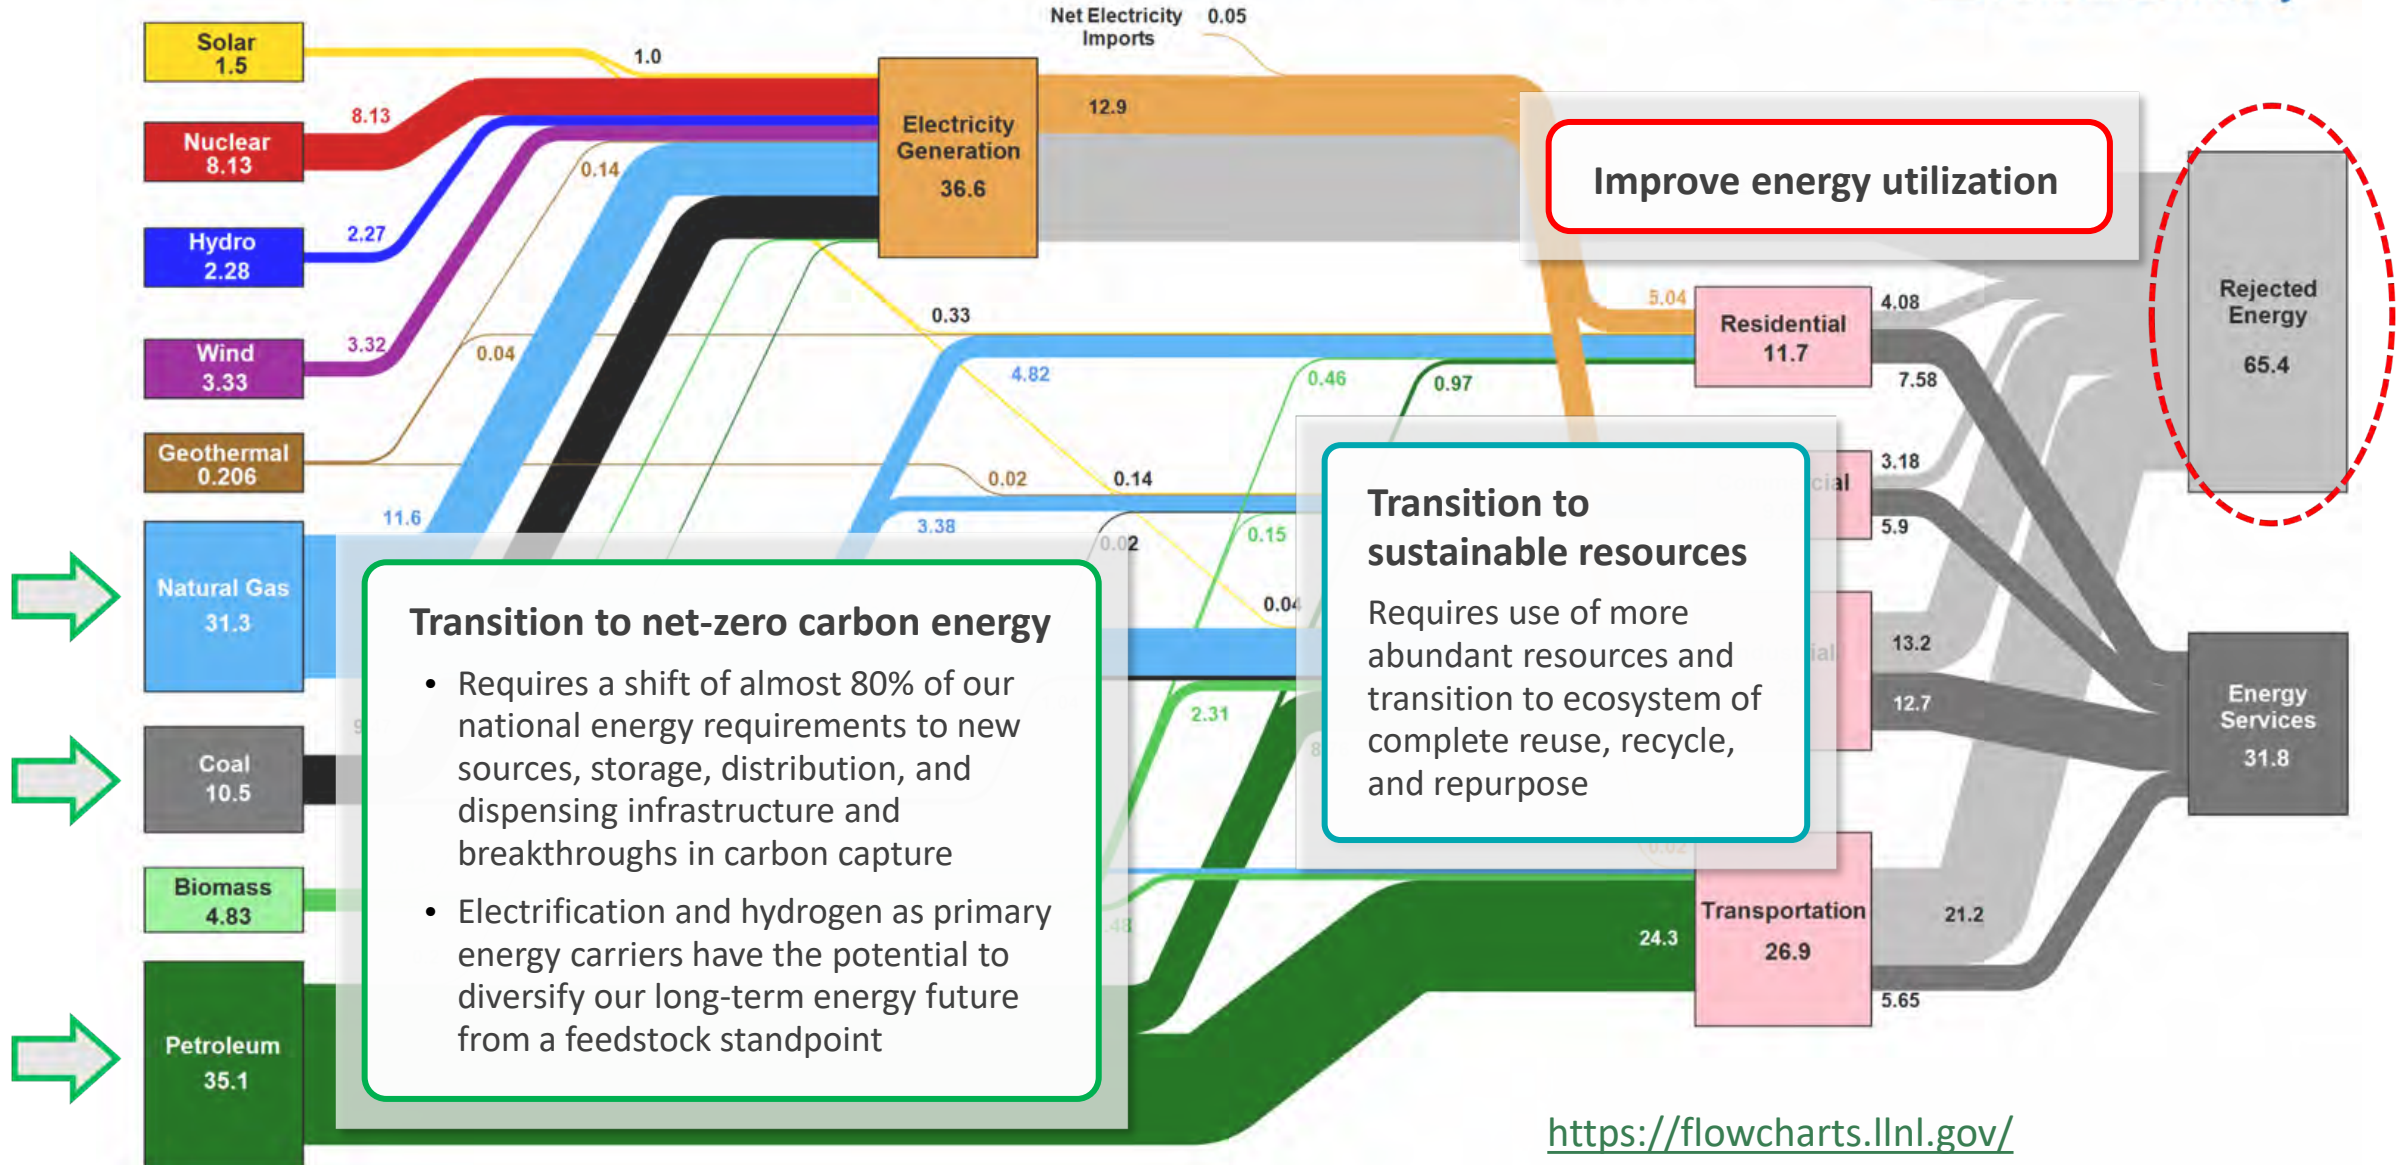 Net Electricity 0.05
Imports
Solar
1.5
1.0
8.13
Nuclear
8.13
12.9
Electricity
Generation
36.6
0.14
Improve energy utilization
Hydro
2.28
2.27
Rejected
Energy
65.4
5.04
Residential
11.7
4.08
7.58
0.33
Wind
3.33
3.32
0.04
4.82
0.46
0.97
Geothermal
0.206
0.02
0.14
3.18
cial
5.9
11.6
3.38
0.15
0.02
0.04
Natural Gas
31.3
Transition to
sustainable resources
Requires use of more
abundant resources and
transition to ecosystem of
complete reuse, recycle,
and repurpose
13.2
ial
12.7
Energy
Services
31.8
Transition to net-zero carbon energy
• Requires a shift of almost 80% of our
national energy requirements to new
sources, storage, distribution, and
dispensing infrastructure and
breakthroughs in carbon capture
• Electrification and hydrogen as primary
energy carriers have the potential to
diversify our long-term energy future
from a feedstock standpoint
2.31
Coal
10.5
0.02
Biomass
4.83
.48
24.3
Transportation
26.9
21.2
5.65
Petroleum
35.1
https://flowcharts.llnl.gov/